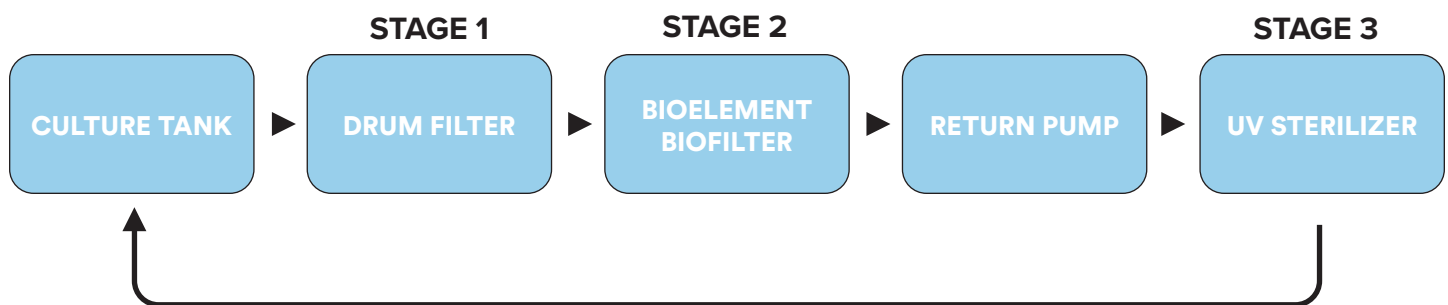 STAGE 1
STAGE 2
STAGE 3
CULTURE TANK
DRUM FILTER
BIOELEMENT
BIOFILTER
RETURN PUMP
UV STERILIZER